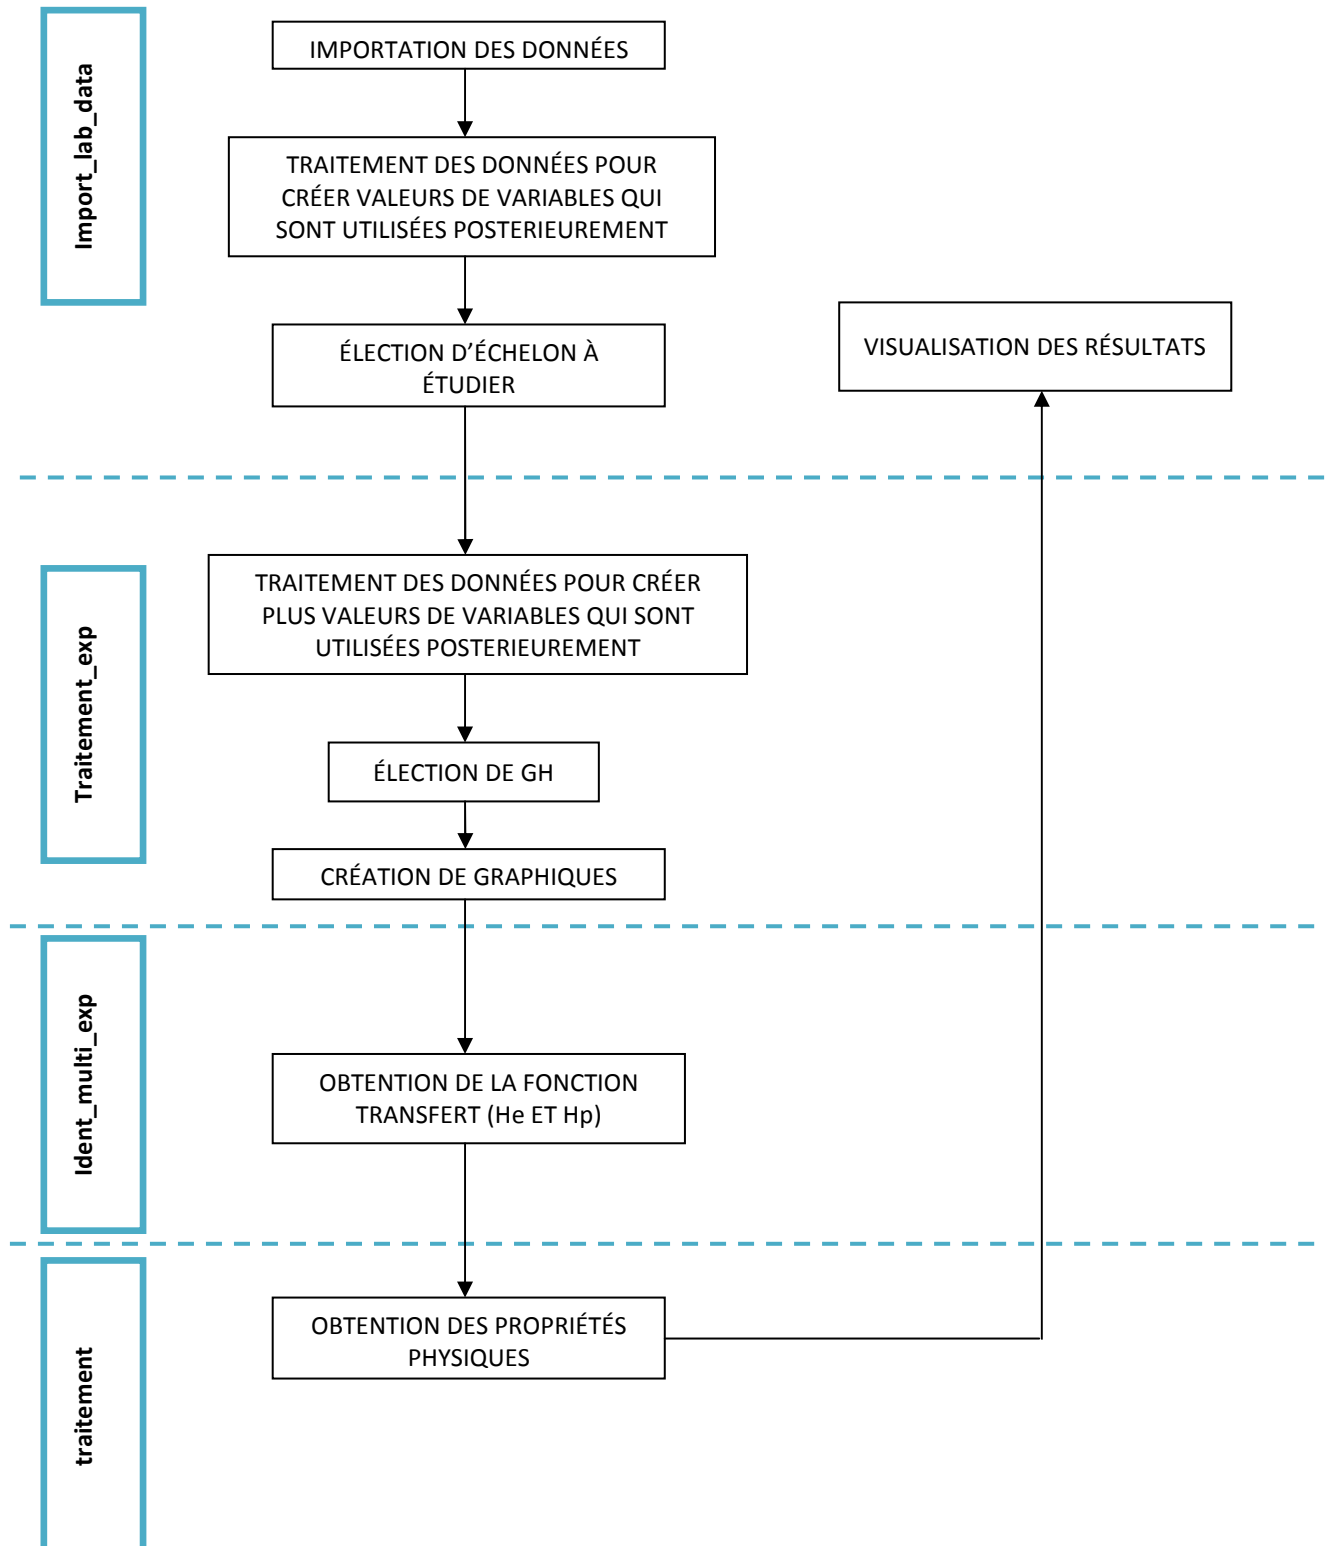 Import_lab_data
IMPORTATION DES DONNÉES
TRAITEMENT DES DONNÉES POUR
CRÉER VALEURS DE VARIABLES QUI
SONT UTILISÉES POSTERIEUREMENT
ÉLECTION D’ÉCHELON À
ÉTUDIER
VISUALISATION DES RÉSULTATS
Traitement_exp
TRAITEMENT DES DONNÉES POUR CRÉER
PLUS VALEURS DE VARIABLES QUI SONT
UTILISÉES POSTERIEUREMENT
ÉLECTION DE GH
CRÉATION DE GRAPHIQUES
Ident_multi_exp
OBTENTION DE LA FONCTION
TRANSFERT (He ET Hp)
traitement
OBTENTION DES PROPRIÉTÉS
PHYSIQUES